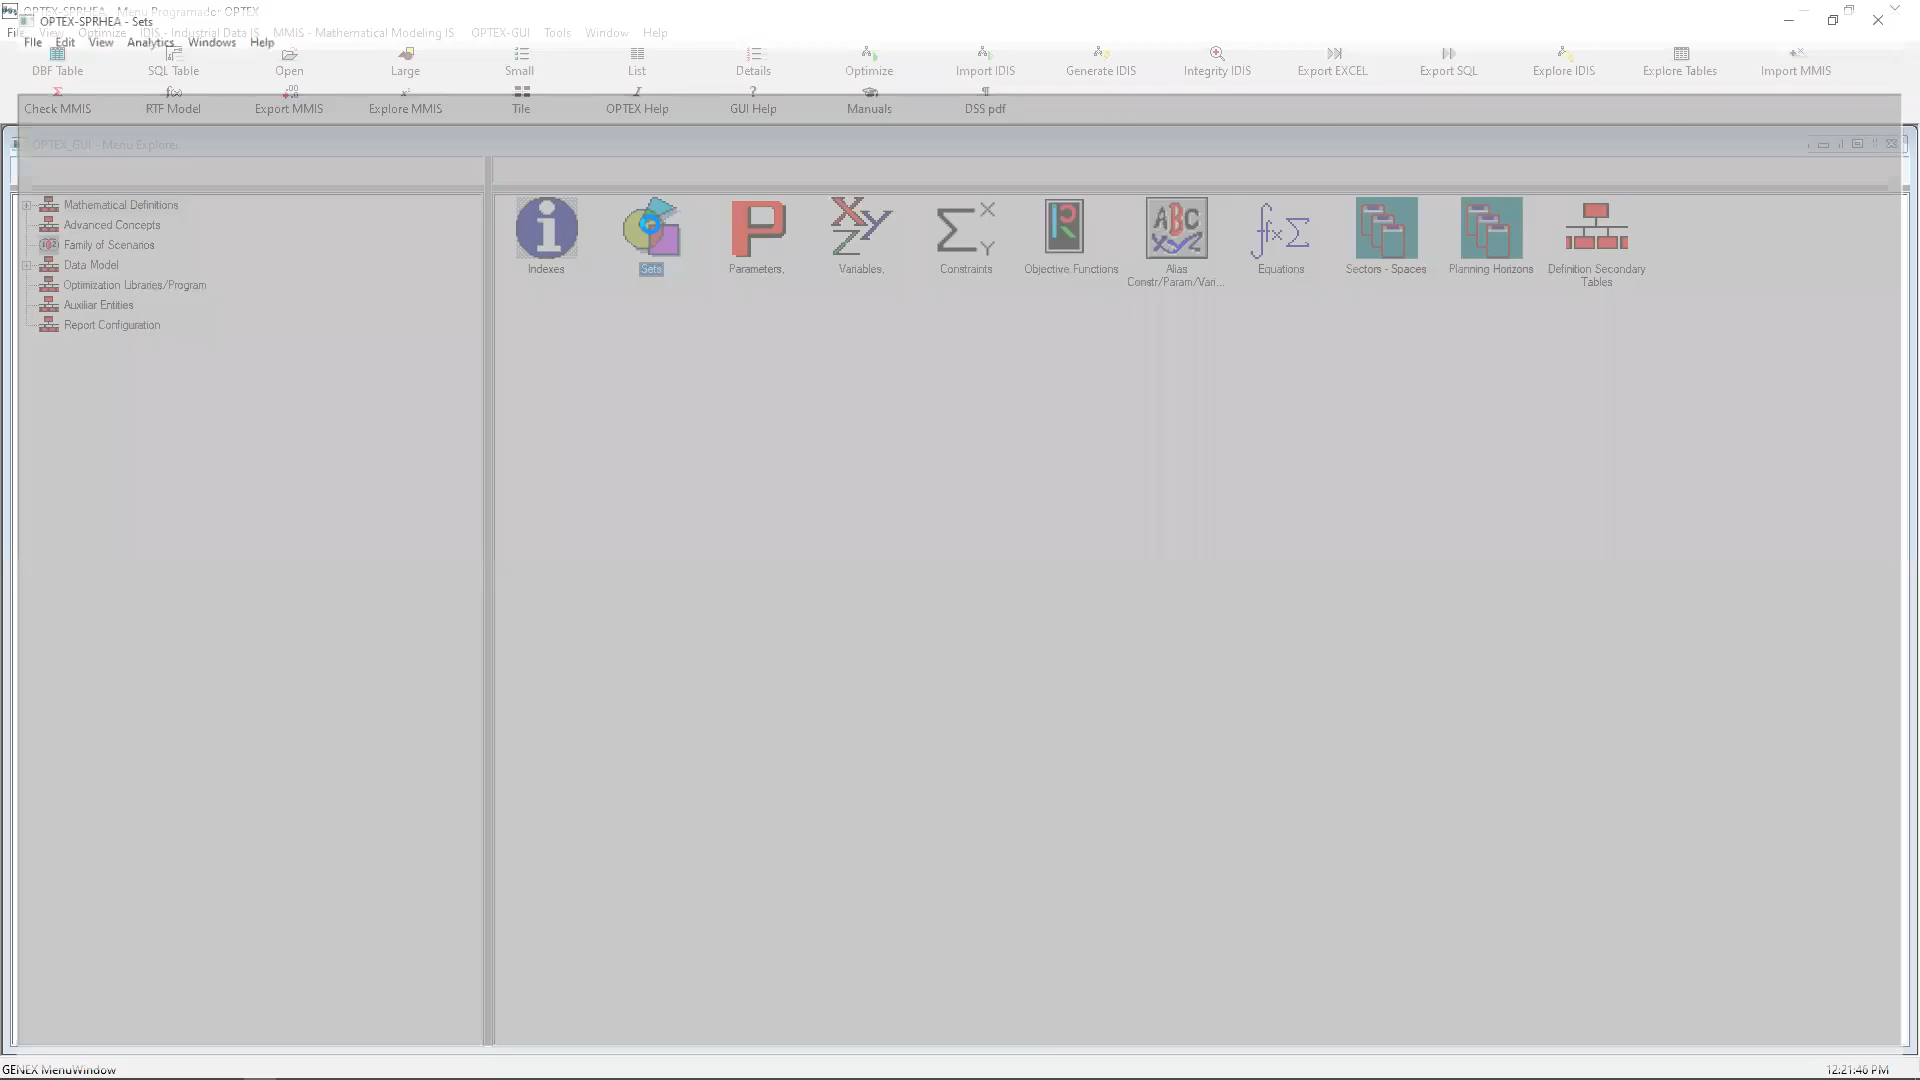 OPTEX-SPRHEA - Menu Programador OPTEX
OPTEX-SPRHEA - Sets
File View Optimize IDIS - Industrial Data IS MMIS - Mathematical Modeling IS OPTEX-GUI Tools Window Help
File Edit View Analytics Windows Help
DBF Table SQL Table Open Large Small List Details Optimize Import IDIS Generate IDIS Integrity IDIS Export EXCEL Export SQL Explore IDIS Explore Tables Import MMIS
Check MMIS RTF Model Export MMIS Explore MMIS Tile OPTEX Help GUI Help Manuals DSS pdf
OPTEX_GUI - Menu Explorer
Mathematical Definitions
Advanced Concepts
Family of Scenarios
Data Model
Optimization Libraries/Program
Auxiliar Entities
Report Configuration
Indexes Sets Parameters, Variables, Constraints Objective Functions Alias Equations Sectors - Spaces Planning Horizons Definition Secondary
Constr/Param/Vari... Tables
GENEX MenuWindow 12:21:46 PM